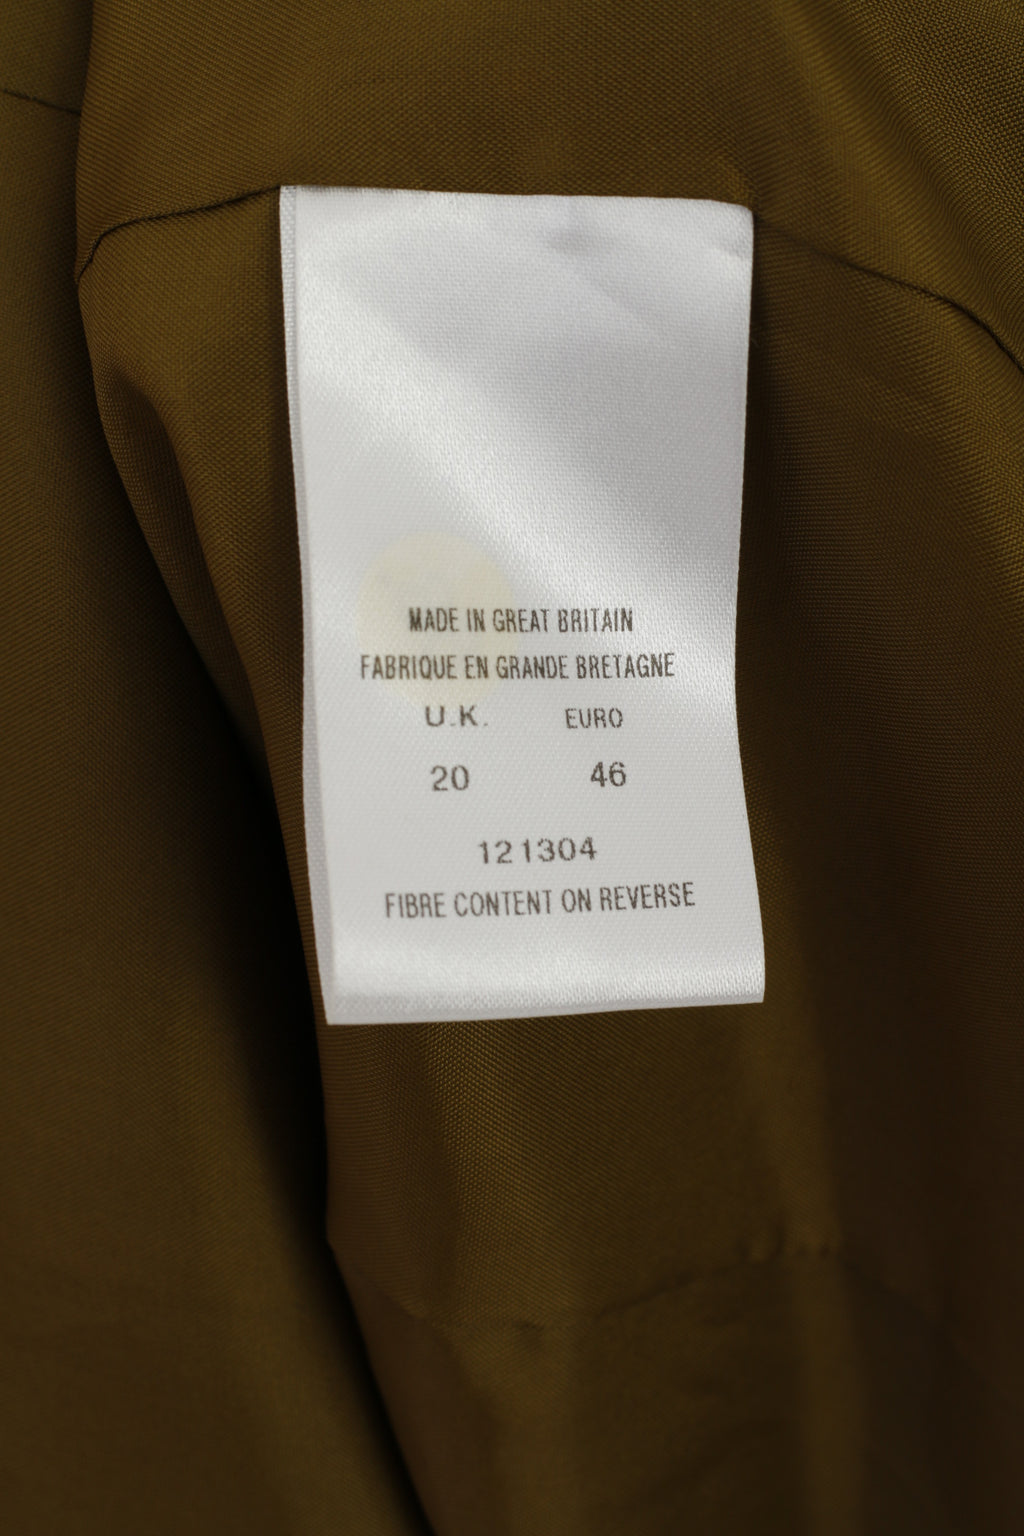 MADE IN GREAT BRITAIN
FABRIQUE EN GRANDE BRETAGNE
U.K. EURO
20 46
121304
FIBRE CONTENT ON REVERSE